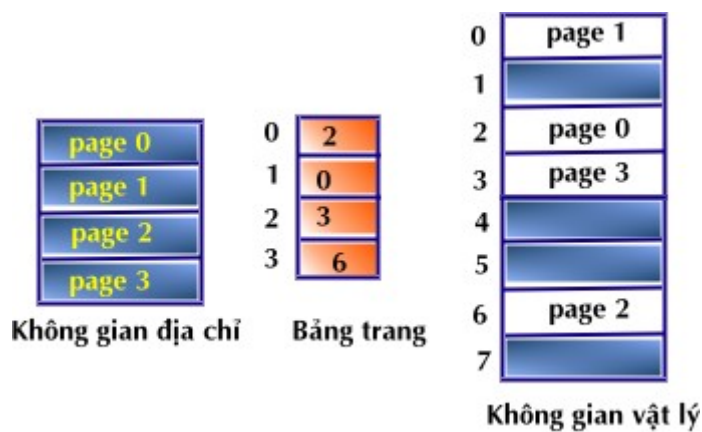 page 0
page 1
page 2
page 3
Không gian địa chỉ
0 2
1 0
2 3
3 6
Bảng trang
0 page 1
1
2 page 0
3 page 3
4
5
6 page 2
7
Không gian vật lý